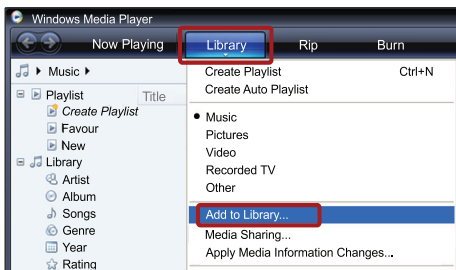 Windows Media Player
Now Playing Library Rip Burn
Music
Playlist Title
Create Playlist
Favour
New
Library
Artist
Album
Songs
Genre
Year
Rating
Create Playlist Ctrl+N
Create Auto Playlist
Music
Pictures
Video
Recorded TV
Other
Add to Library...
Media Sharing...
Apply Media Information Changes...